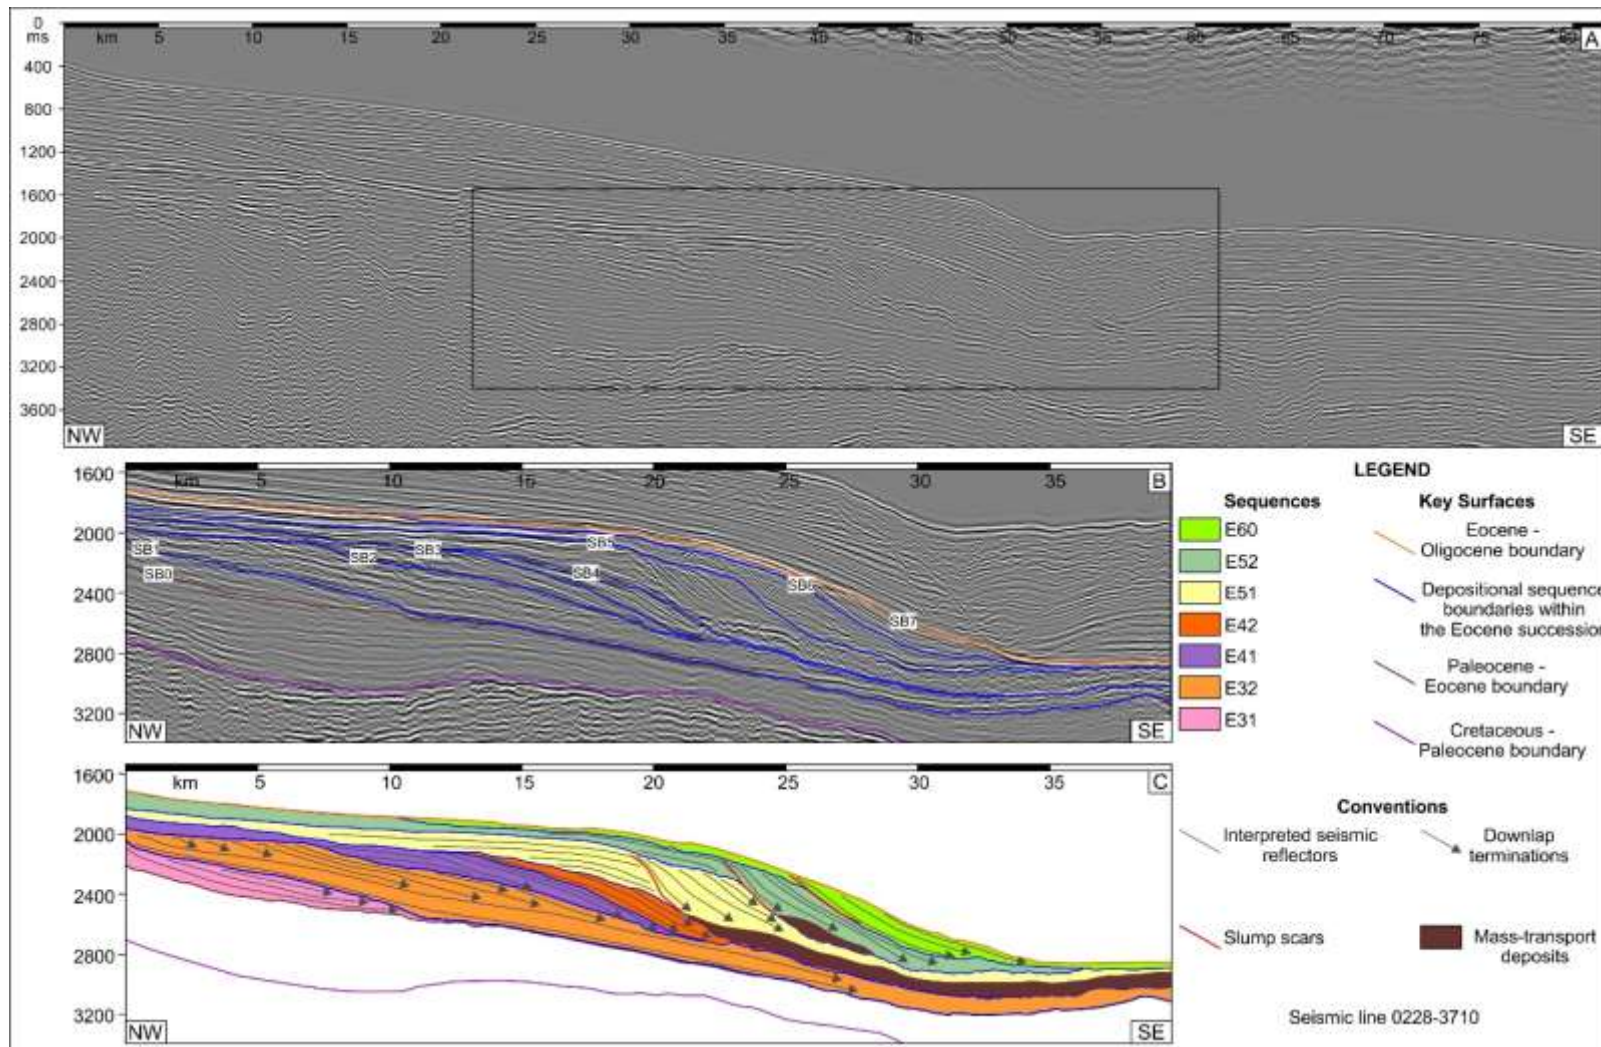 0
ms
km 5 10 15 20 25 30 35 40 45 50 55 60 65 70 75 80 A
400
800
1200
1600
2000
2400
2800
3200
3600
NW SE
1600 km 5 10 15 20 25 30 35 B
2000
2400
2800
3200
SB1
SB0
SB2
SB3
SB4
SB5
SB6
SB7
NW SE
LEGEND
Sequences
E60
E52
E51
E42
E41
E32
E31
Key Surfaces
Eocene -
Oligocene boundary
Depositional sequence
boundaries within
the Eocene succession
Paleocene -
Eocene boundary
Cretaceous -
Paleocene boundary
1600 km 5 10 15 20 25 30 35 C
2000
2400
2800
3200
NW SE
Conventions
Interpreted seismic
reflectors
Downlap
terminations
Slump scars
Mass-transport
deposits
Seismic line 0228-3710